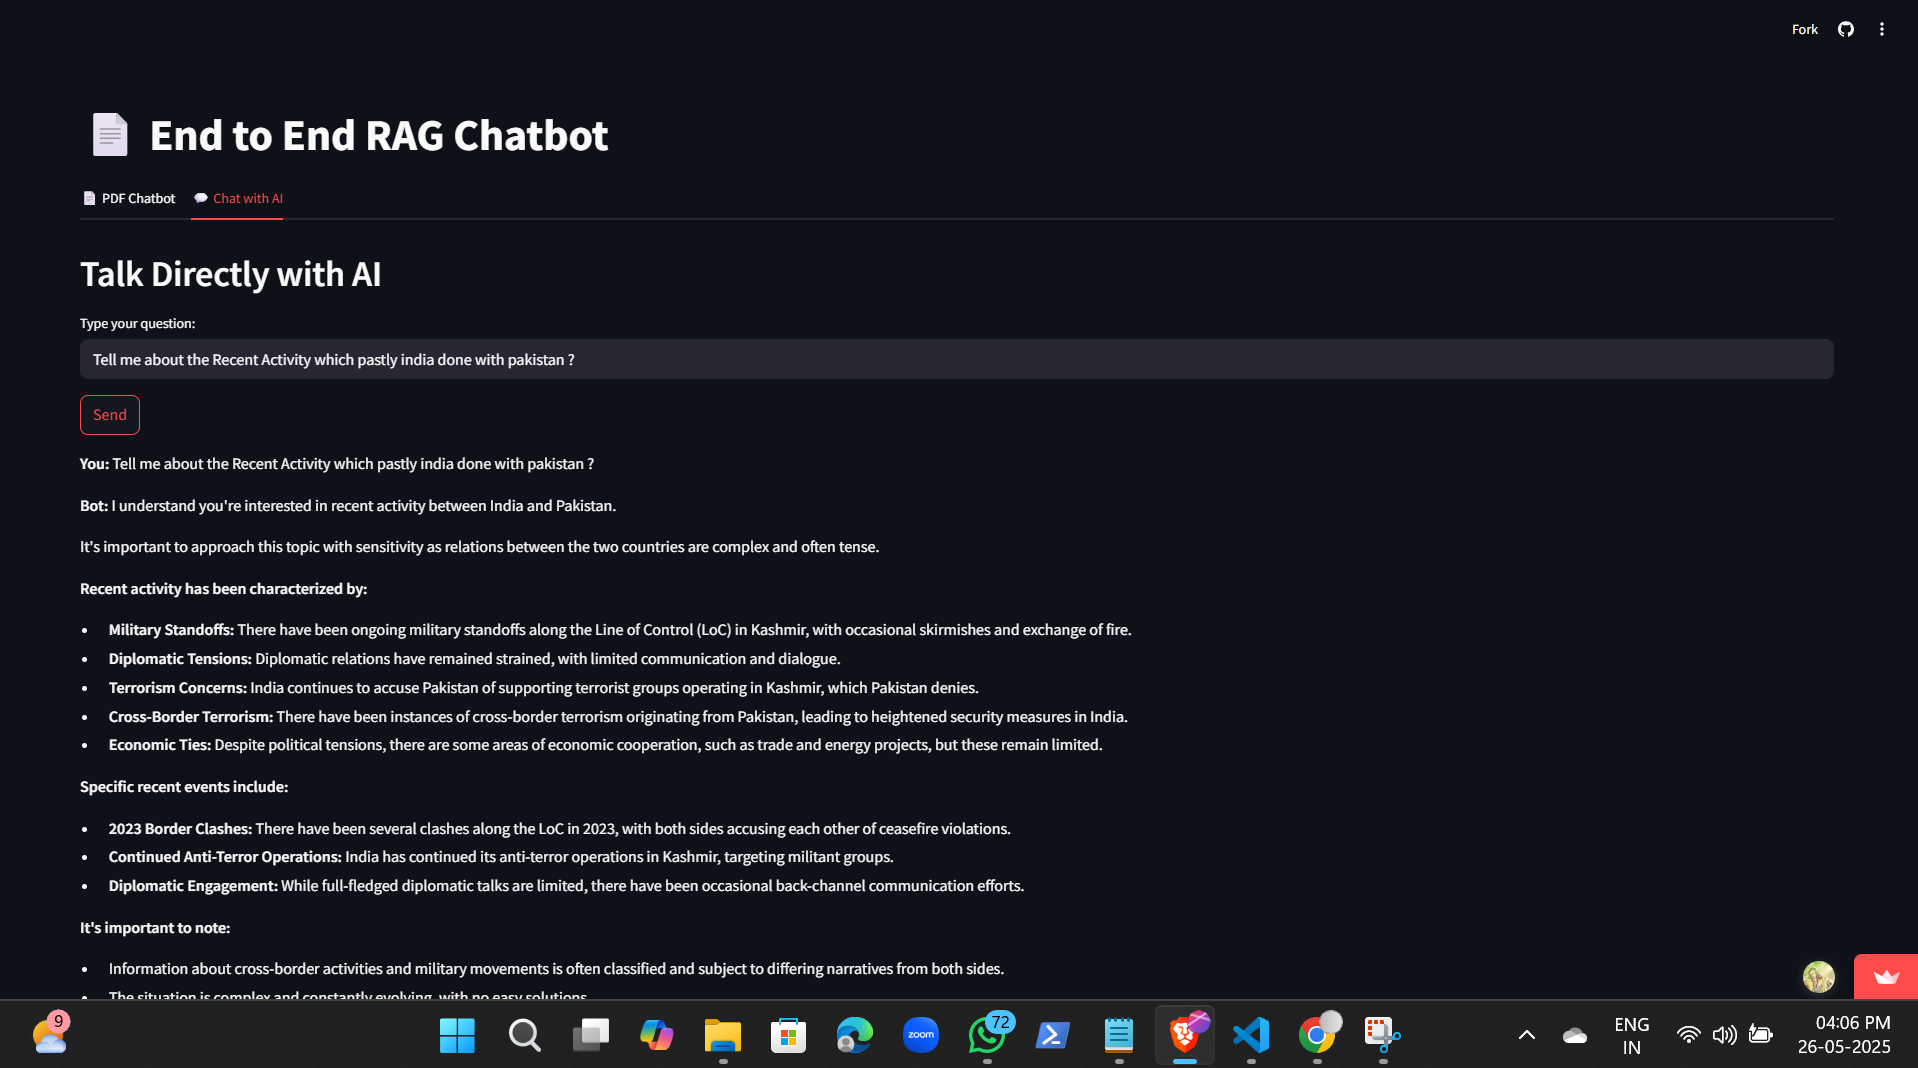 Fork
End to End RAG Chatbot
PDF Chatbot
Chat with AI
Talk Directly with AI
Type your question:
Tell me about the Recent Activity which pastly india done with pakistan ?
Send
You: Tell me about the Recent Activity which pastly india done with pakistan ?
Bot: I understand you're interested in recent activity between India and Pakistan.
It's important to approach this topic with sensitivity as relations between the two countries are complex and often tense.
Recent activity has been characterized by:
• Military Standoffs: There have been ongoing military standoffs along the Line of Control (LoC) in Kashmir, with occasional skirmishes and exchange of fire.
• Diplomatic Tensions: Diplomatic relations have remained strained, with limited communication and dialogue.
• Terrorism Concerns: India continues to accuse Pakistan of supporting terrorist groups operating in Kashmir, which Pakistan denies.
• Cross-Border Terrorism: There have been instances of cross-border terrorism originating from Pakistan, leading to heightened security measures in India.
• Economic Ties: Despite political tensions, there are some areas of economic cooperation, such as trade and energy projects, but these remain limited.
Specific recent events include:
• 2023 Border Clashes: There have been several clashes along the LoC in 2023, with both sides accusing each other of ceasefire violations.
• Continued Anti-Terror Operations: India has continued its anti-terror operations in Kashmir, targeting militant groups.
• Diplomatic Engagement: While full-fledged diplomatic talks are limited, there have been occasional back-channel communication efforts.
It's important to note:
• Information about cross-border activities and military movements is often classified and subject to differing narratives from both sides.
• The situation is complex and constantly evolving, with no easy solutions.
9
zoom
72
ENG
IN
04:06 PM
26-05-2025